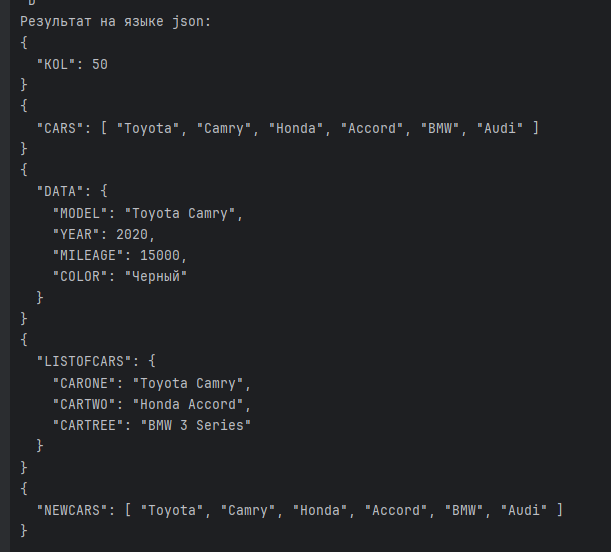 Результат на языке json:
{
  "KOL": 50
}
{
  "CARS": [ "Toyota", "Camry", "Honda", "Accord", "BMW", "Audi" ]
}
{
  "DATA": {
    "MODEL": "Toyota Camry",
    "YEAR": 2020,
    "MILEAGE": 15000,
    "COLOR": "Черный"
  }
}
{
  "LISTOFCARS": {
    "CARONE": "Toyota Camry",
    "CARTWO": "Honda Accord",
    "CARTREE": "BMW 3 Series"
  }
}
{
  "NEWCARS": [ "Toyota", "Camry", "Honda", "Accord", "BMW", "Audi" ]
}